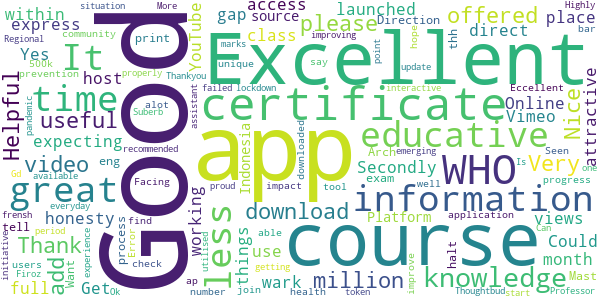 Good
Excellent
app
course
WHO
certificate
educative
information
knowledge
great
time
It
useful
less
video
download
million
Very
Nice
Helpful
add
Thank
Get
full
honesty
expecting
working
things
please
offered
launched
gap
access
source
class
host
YouTube
express
within
Yes
place
direct
Direction
Online
Vimeo
attractive
Secondly
Arch
exam
Platform
views
Could
month
Mast
halt
wark
use
Indonesia
tell
eng
process
find
check
print
Facing
Error
experience
Want
users
Firoz
everyday
available
frensh
Gd
period
initiative
Ok
ap
number
join
health
token
getting
utilised
able
proud
impact
tool
downloaded
emerging
well
application
improve
Thoughtbud
start
Professor
Can
progress
one
Is
Seen
interactive
Eccellent
update
point
say
unique
marks
improving
hope
bar
Highly
More
situation
Regional
community
500k
prevention
pandemic
properly
Thankyou
alot
Suberb
recommended
assistant
failed
lockdown
thh